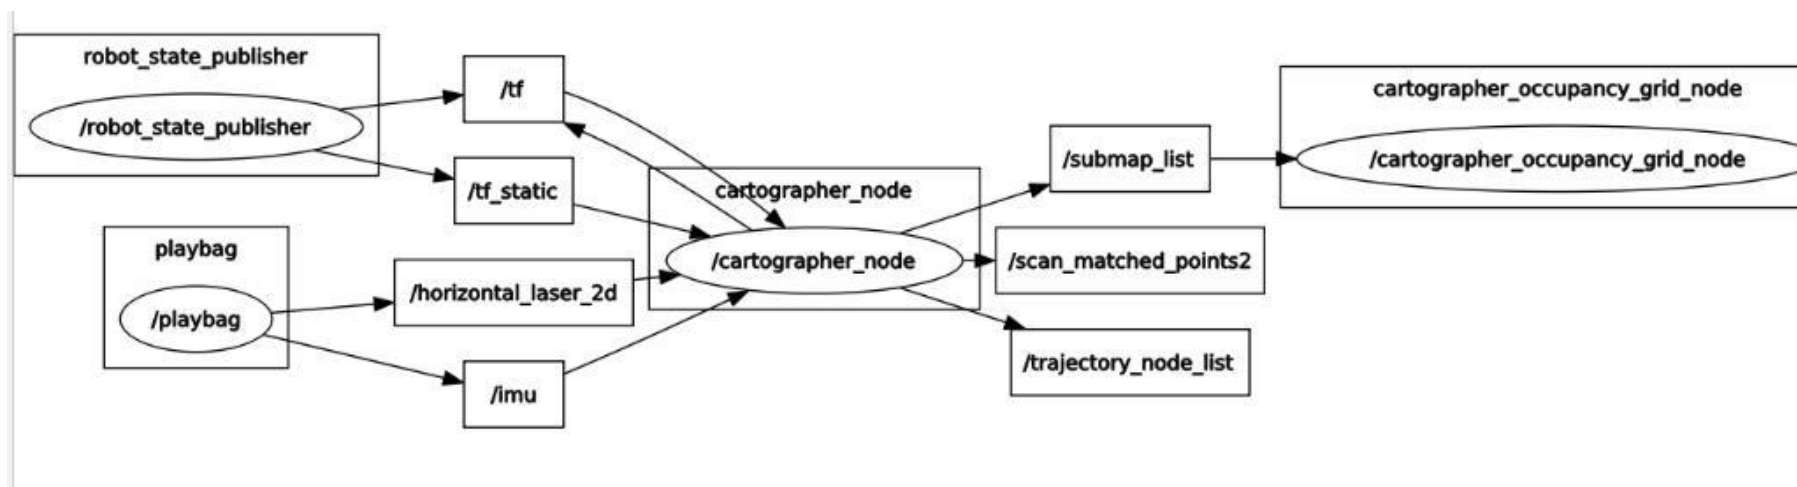 robot_state_publisher
/robot_state_publisher
/tf
/tf_static
playbag
/playbag
/horizontal_laser_2d
/imu
cartographer_node
/cartographer_node
/submap_list
/scan_matched_points2
/trajectory_node_list
cartographer_occupancy_grid_node
/cartographer_occupancy_grid_node